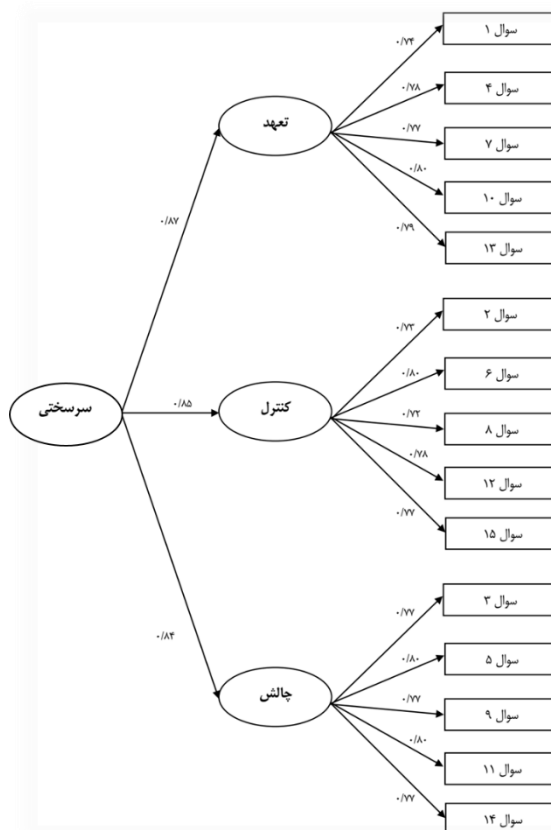 سرسختی
۰/۸۷
تعهد
۰/۷۴
سوال ۱
۰/۷۸
سوال ۴
۰/۷۷
سوال ۷
۰/۸۰
سوال ۱۰
۰/۷۹
سوال ۱۳
۰/۸۵
کنترل
۰/۷۳
سوال ۲
۰/۸۰
سوال ۶
۰/۷۲
سوال ۸
۰/۷۸
سوال ۱۲
۰/۷۷
سوال ۱۵
۰/۸۴
چالش
۰/۷۷
سوال ۳
۰/۸۰
سوال ۵
۰/۷۷
سوال ۹
۰/۸۰
سوال ۱۱
۰/۷۷
سوال ۱۴